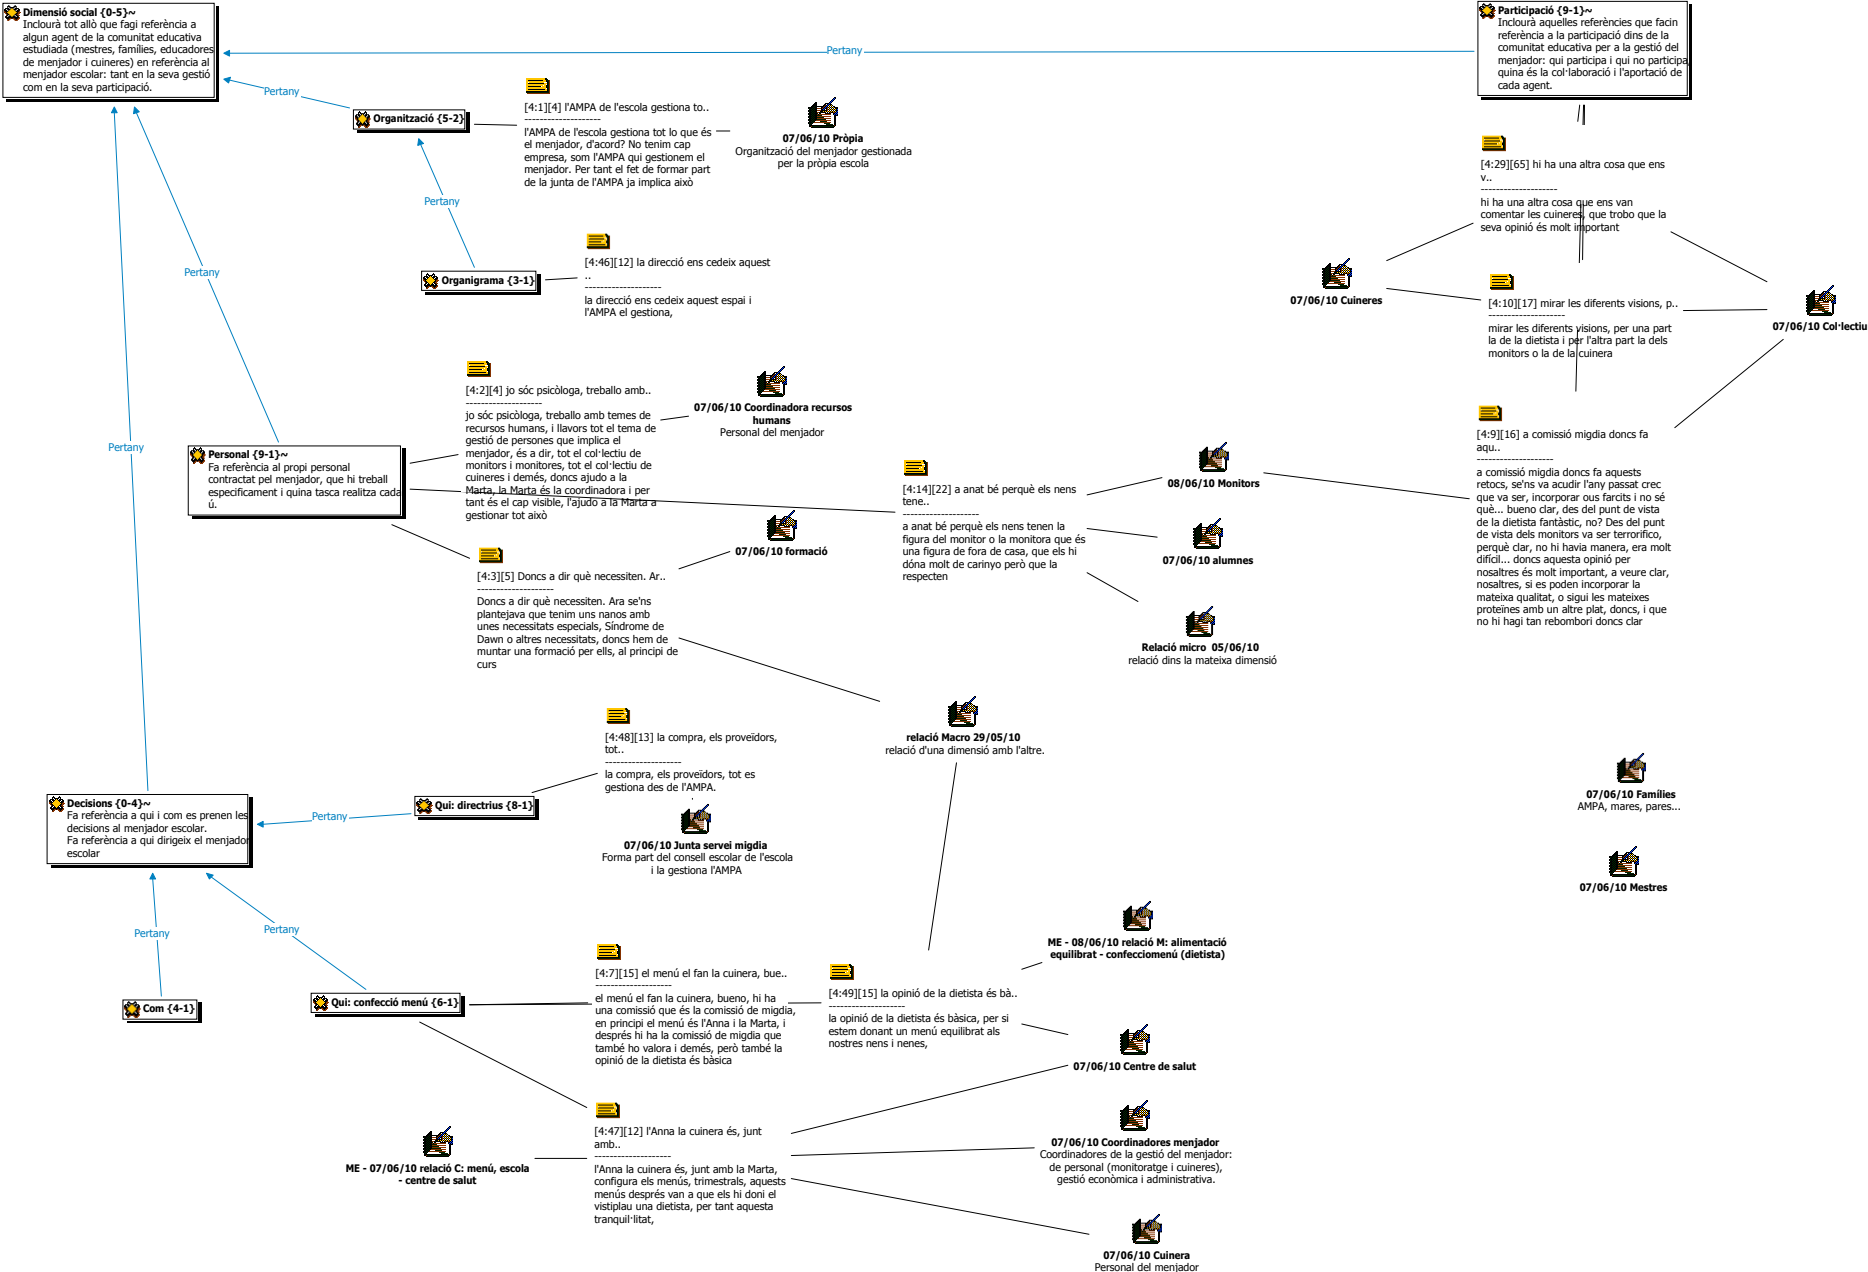 Dimensió social {0-5}~
Inclourà tot allò que fagi referència a
algun agent de la comunitat educativa
estudiada (mestres, famílies, educadores
de menjador i cuineres) en referència al
menjador escolar: tant en la seva gestió
com en la seva participació.
Participació {9-1}~
Inclourà aquelles referències que facin
referència a la participació dins de la
comunitat educativa per a la gestió del
menjador: qui participa i qui no participa,
quina és la col·laboració i l'aportació de
cada agent.
Pertany
Pertany
Organització {5-2}
[4:1][4] l'AMPA de l'escola gestiona to..
--------------------
l'AMPA de l'escola gestiona tot lo que és
el menjador, d'acord? No tenim cap
empresa, som l'AMPA qui gestionem el
menjador. Per tant el fet de formar part
de la junta de l'AMPA ja implica això
07/06/10 Pròpia
Organització del menjador gestionada
per la pròpia escola
[4:29][65] hi ha una altra cosa que ens
v..
--------------------
hi ha una altra cosa que ens van
comentar les cuineres, que trobo que la
seva opinió és molt important
Pertany
Pertany
Organigrama {3-1}
[4:46][12] la direcció ens cedeix aquest
..
--------------------
la direcció ens cedeix aquest espai i
l'AMPA el gestiona,
07/06/10 Cuineres
[4:10][17] mirar les diferents visions, p..
--------------------
mirar les diferents visions, per una part
la de la dietista i per l'altra part la dels
monitors o la de la cuinera
07/06/10 Col·lectiu
[4:2][4] jo sóc psicòloga, treballo amb..
--------------------
jo sóc psicòloga, treballo amb temes de
recursos humans, i llavors tot el tema de
gestió de persones que implica el
menjador, és a dir, tot el col·lectiu de
monitors i monitores, tot el col·lectiu de
cuineres i demés, doncs ajudo a la
Marta, la Marta és la coordinadora i per
tant és el cap visible, l'ajudo a la Marta a
gestionar tot això
07/06/10 Coordinadora recursos
humans
Personal del menjador
Pertany
Personal {9-1}~
Fa referència al propi personal
contractat pel menjador, que hi treball
especificament i quina tasca realitza cada
ú.
[4:14][22] a anat bé perquè els nens
tene..
--------------------
a anat bé perquè els nens tenen la
figura del monitor o la monitora que és
una figura de fora de casa, que els hi
dóna molt de carinyo però que la
respecten
08/06/10 Monitors
07/06/10 alumnes
Relació micro  05/06/10
relació dins la mateixa dimensió
[4:9][16] a comissió migdia doncs fa
aqu..
--------------------
a comissió migdia doncs fa aquests
retocs, se'ns va acudir l'any passat crec
que va ser, incorporar ous farcits i no sé
què... bueno clar, des del punt de vista
de la dietista fantàstic, no? Des del punt
de vista dels monitors va ser terrorifico,
perquè clar, no hi havia manera, era molt
difícil... doncs aquesta opinió per
nosaltres és molt important, a veure clar,
nosaltres, si es poden incorporar la
mateixa qualitat, o sigui les mateixes
proteïnes amb un altre plat, doncs, i que
no hi hagi tan rebombori doncs clar
07/06/10 formació
[4:3][5] Doncs a dir què necessiten. Ar..
--------------------
Doncs a dir què necessiten. Ara se'ns
plantejava que tenim uns nanos amb
unes necessitats especials, Síndrome de
Dawn o altres necessitats, doncs hem de
muntar una formació per ells, al principi de
curs
relació Macro 29/05/10
relació d'una dimensió amb l'altre.
[4:48][13] la compra, els proveïdors,
tot..
--------------------
la compra, els proveïdors, tot es
gestiona des de l'AMPA.
07/06/10 Famílies
AMPA, mares, pares...
Decisions {0-4}~
Fa referència a qui i com es prenen les
decisions al menjador escolar.
Fa referència a qui dirigeix el menjador
escolar
Pertany
Qui: directrius {8-1}
07/06/10 Junta servei migdia
Forma part del consell escolar de l'escola
i la gestiona l'AMPA
07/06/10 Mestres
Pertany
Pertany
ME - 08/06/10 relació M: alimentació
equilibrat - confecciomenú (dietista)
Com {4-1}
Qui: confecció menú {6-1}
[4:7][15] el menú el fan la cuinera, bue..
--------------------
el menú el fan la cuinera, bueno, hi ha
una comissió que és la comissió de migdia,
en principi el menú és l'Anna i la Marta, i
després hi ha la comissió de migdia que
també ho valora i demés, però també la
opinió de la dietista és bàsica
[4:49][15] la opinió de la dietista és bà..
--------------------
la opinió de la dietista és bàsica, per si
estem donant un menú equilibrat als
nostres nens i nenes,
07/06/10 Centre de salut
[4:47][12] l'Anna la cuinera és, junt
amb..
--------------------
l'Anna la cuinera és, junt amb la Marta,
configura els menús, trimestrals, aquests
menús després van a que els hi doni el
vistiplau una dietista, per tant aquesta
tranquil·litat,
ME - 07/06/10 relació C: menú, escola
- centre de salut
07/06/10 Coordinadores menjador
Coordinadores de la gestió del menjador:
de personal (monitoratge i cuineres),
gestió econòmica i administrativa.
07/06/10 Cuinera
Personal del menjador